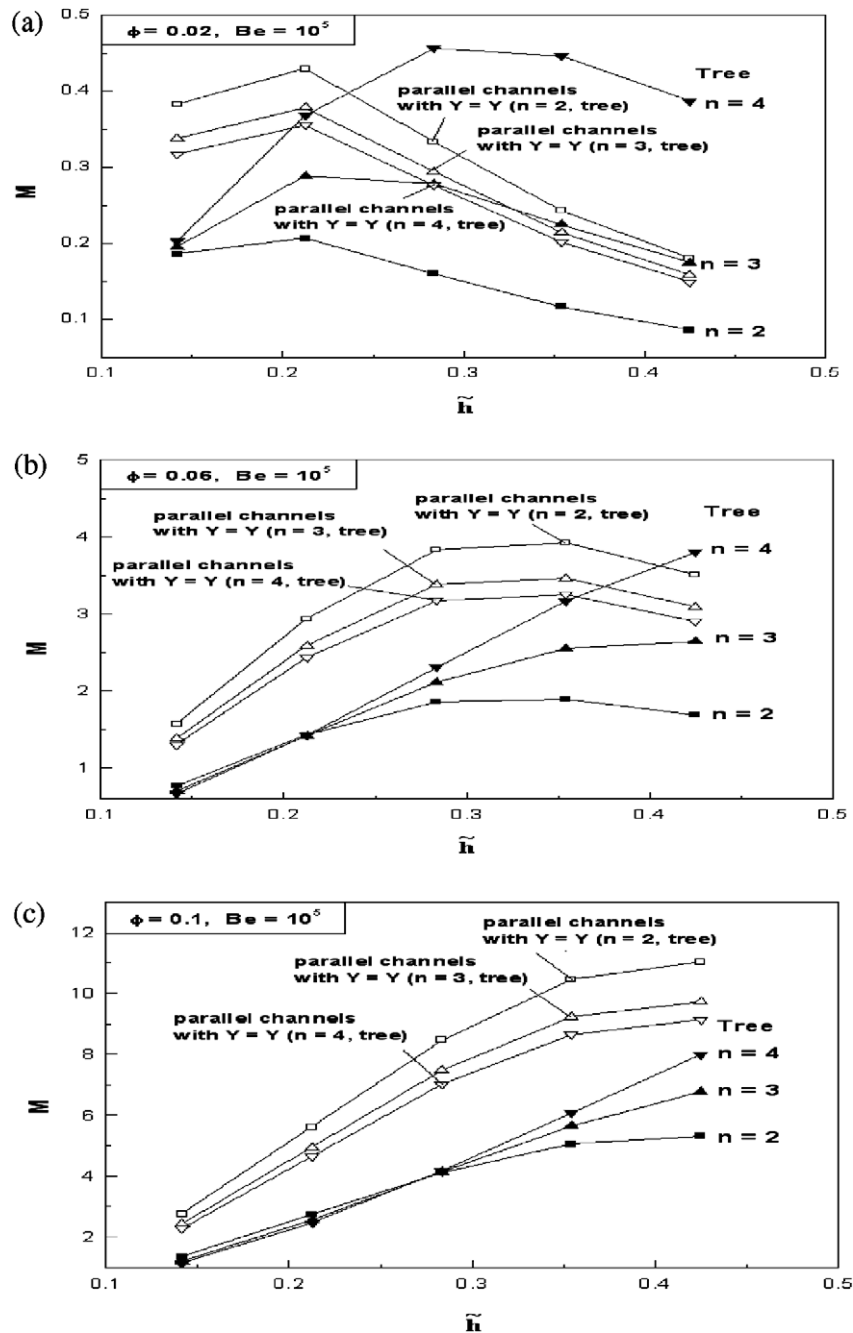 (a)
ϕ = 0.02, Be = 10⁵
0.5
0.4
0.3
0.2
0.1
M
parallel channels
with Y = Y (n = 2, tree)
parallel channels
with Y = Y (n = 3, tree)
parallel channels
with Y = Y (n = 4, tree)
Tree
n = 4
n = 3
n = 2
0.1
0.2
0.3
0.4
0.5
h̃
(b)
ϕ = 0.06, Be = 10⁵
5
4
3
2
1
M
parallel channels
with Y = Y (n = 2, tree)
parallel channels
with Y = Y (n = 3, tree)
parallel channels
with Y = Y (n = 4, tree)
Tree
n = 4
n = 3
n = 2
0.1
0.2
0.3
0.4
0.5
h̃
(c)
ϕ = 0.1, Be = 10⁵
12
10
8
6
4
2
M
parallel channels
with Y = Y (n = 2, tree)
parallel channels
with Y = Y (n = 3, tree)
parallel channels
with Y = Y (n = 4, tree)
Tree
n = 4
n = 3
n = 2
0.1
0.2
0.3
0.4
0.5
h̃